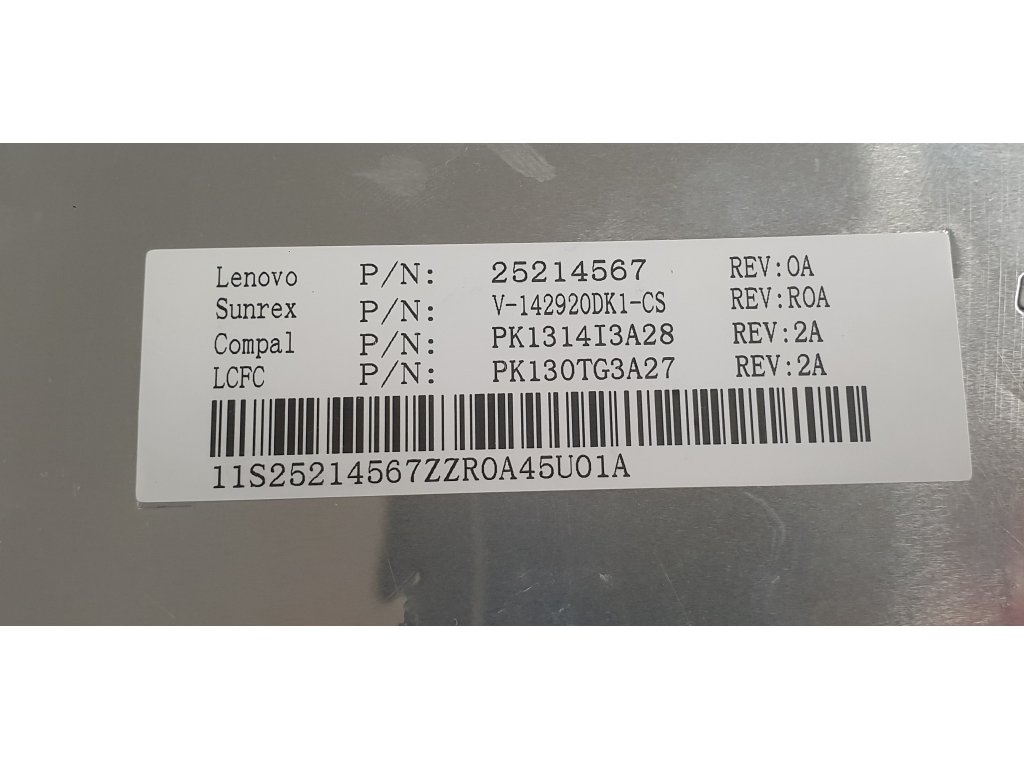 Lenovo P/N: 25214567 REV:0A
Sunrex P/N: V-142920DK1-CS REV:R0A
Compal P/N: PK1314I3A28 REV:2A
LCFC P/N: PK130TG3A27 REV:2A
11S25214567ZZR0A45U01A